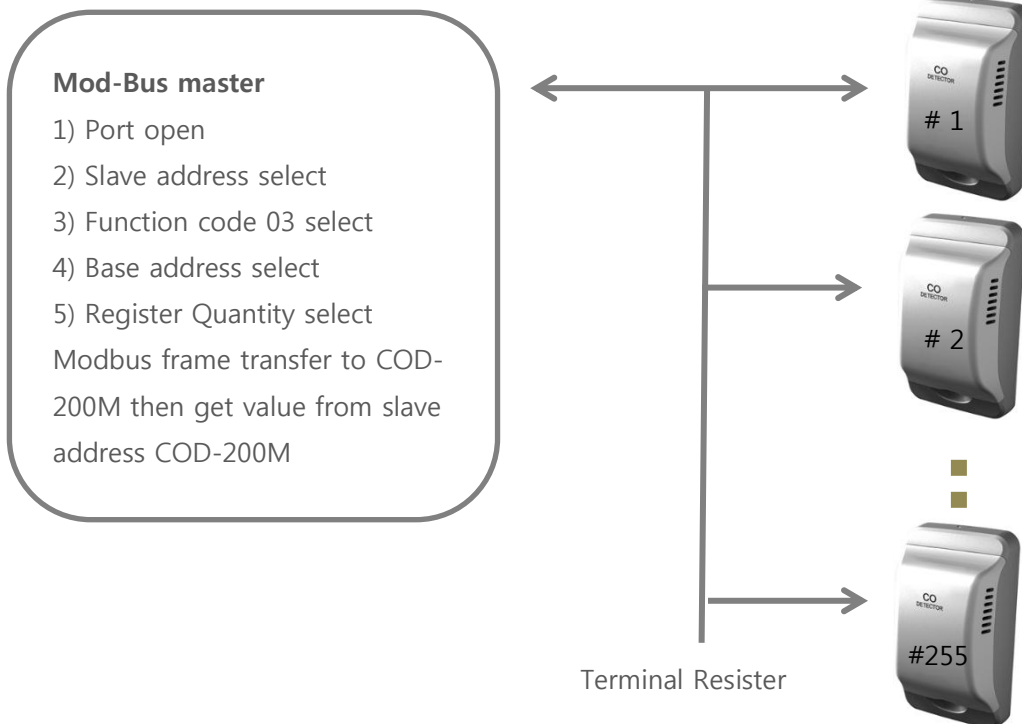 Mod-Bus master
1) Port open
2) Slave address select
3) Function code 03 select
4) Base address select
5) Register Quantity select
Modbus frame transfer to COD-
200M then get value from slave
address COD-200M
CO
DETECTOR
# 1
CO
DETECTOR
# 2
CO
DETECTOR
#255
Terminal Resister